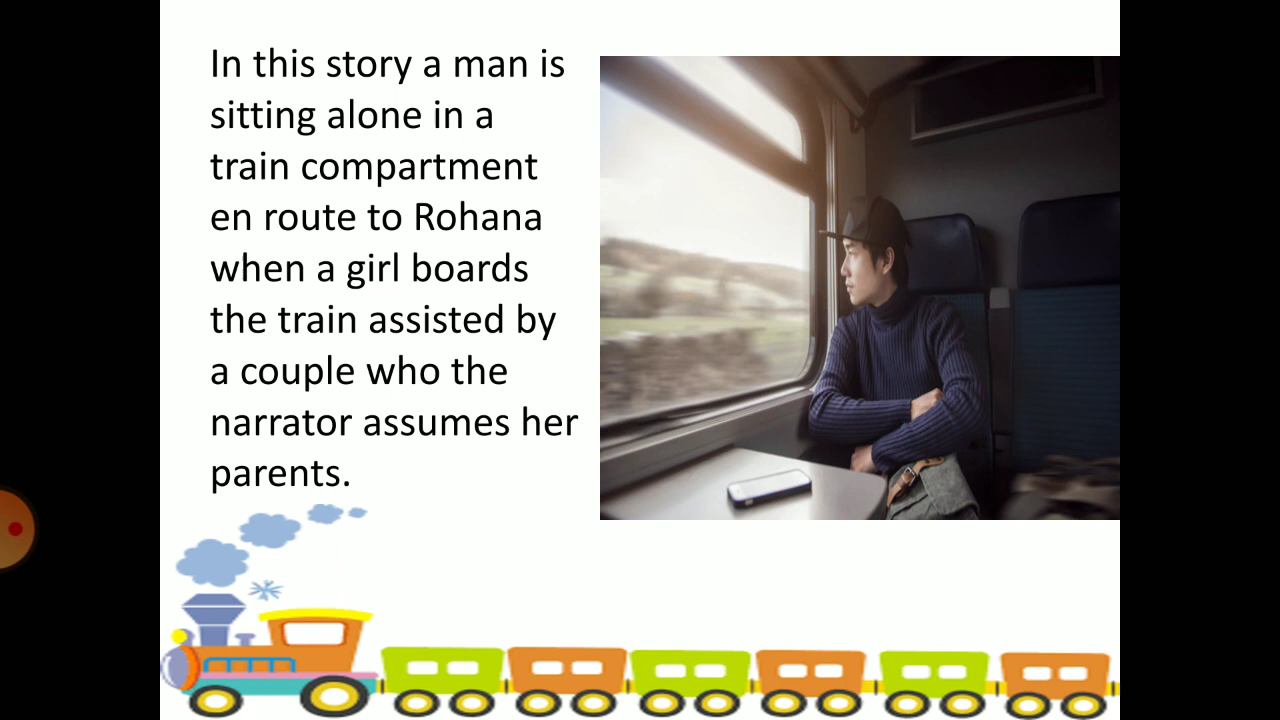 In this story a man is
sitting alone in a
train compartment
en route to Rohana
when a girl boards
the train assisted by
a couple who the
narrator assumes her
parents.